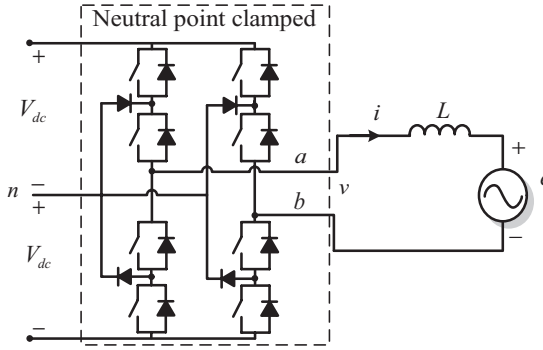 Neutral point clamped
+
V_dc
n
−
+
V_dc
−
a
b
v
i
L
+
−